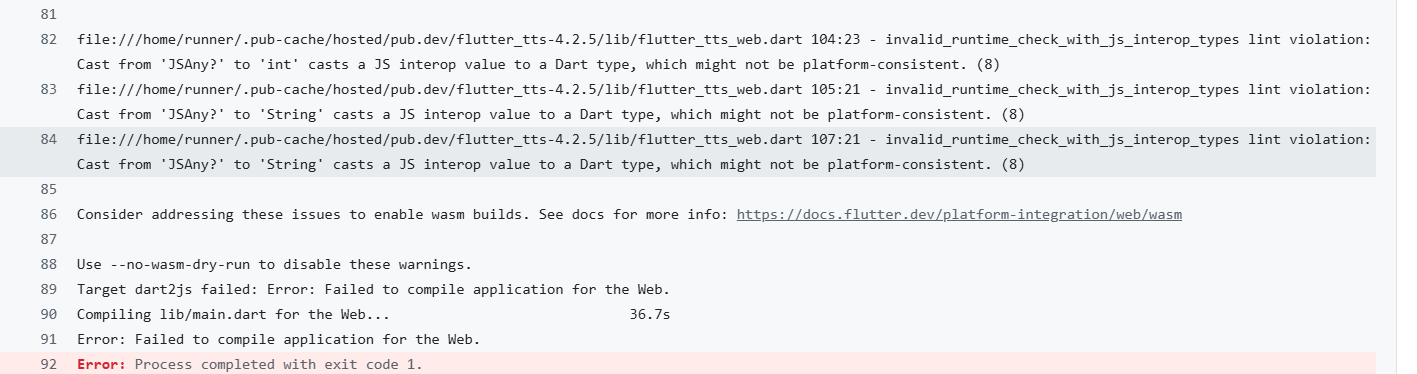 81
82 file:///home/runner/.pub-cache/hosted/pub.dev/flutter_tts-4.2.5/lib/flutter_tts_web.dart 104:23 - invalid_runtime_check_with_js_interop_types lint violation:
Cast from 'JSAny?' to 'int' casts a JS interop value to a Dart type, which might not be platform-consistent. (8)
83 file:///home/runner/.pub-cache/hosted/pub.dev/flutter_tts-4.2.5/lib/flutter_tts_web.dart 105:21 - invalid_runtime_check_with_js_interop_types lint violation:
Cast from 'JSAny?' to 'String' casts a JS interop value to a Dart type, which might not be platform-consistent. (8)
84 file:///home/runner/.pub-cache/hosted/pub.dev/flutter_tts-4.2.5/lib/flutter_tts_web.dart 107:21 - invalid_runtime_check_with_js_interop_types lint violation:
Cast from 'JSAny?' to 'String' casts a JS interop value to a Dart type, which might not be platform-consistent. (8)
85
86 Consider addressing these issues to enable wasm builds. See docs for more info: https://docs.flutter.dev/platform-integration/web/wasm
87
88 Use --no-wasm-dry-run to disable these warnings.
89 Target dart2js failed: Error: Failed to compile application for the Web.
90 Compiling lib/main.dart for the Web... 36.7s
91 Error: Failed to compile application for the Web.
92 Error: Process completed with exit code 1.